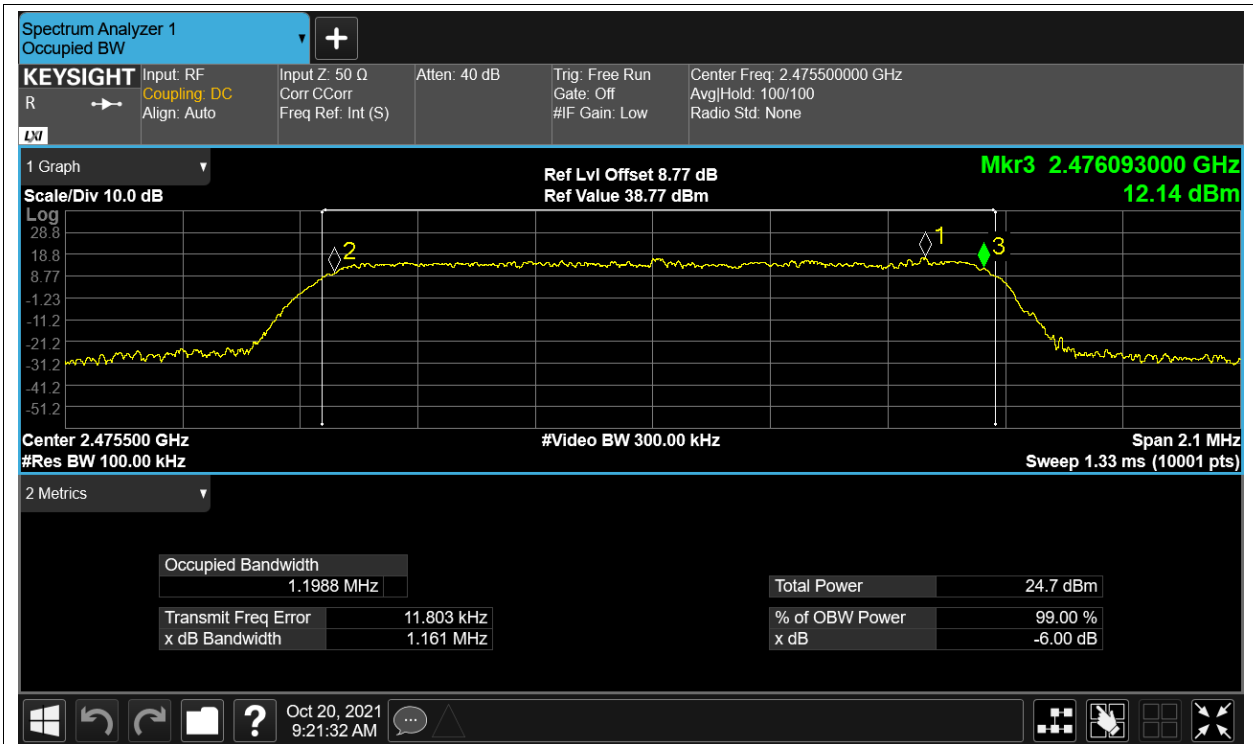 Spectrum Analyzer 1
Occupied BW
KEYSIGHT
R
LXI
Input: RF
Coupling: DC
Align: Auto
Input Z: 50 Ω
Corr CCorr
Freq Ref: Int (S)
Atten: 40 dB
Trig: Free Run
Gate: Off
#IF Gain: Low
Center Freq: 2.475500000 GHz
Avg|Hold: 100/100
Radio Std: None
1 Graph
Scale/Div 10.0 dB
Ref Lvl Offset 8.77 dB
Ref Value 38.77 dBm
Mkr3 2.476093000 GHz
12.14 dBm
Log
28.8
18.8
8.77
-1.23
-11.2
-21.2
-31.2
-41.2
-51.2
2
1
3
Center 2.475500 GHz
#Video BW 300.00 kHz
Span 2.1 MHz
#Res BW 100.00 kHz
Sweep 1.33 ms (10001 pts)
2 Metrics
Occupied Bandwidth
1.1988 MHz
Total Power 24.7 dBm
Transmit Freq Error 11.803 kHz
% of OBW Power 99.00 %
x dB Bandwidth 1.161 MHz
x dB -6.00 dB
?
Oct 20, 2021
9:21:32 AM